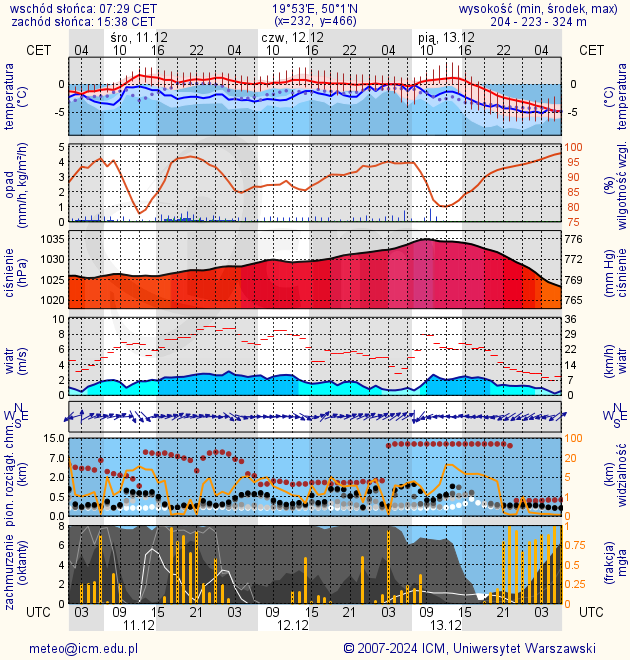 wschód słońca: 07:29 CET 19°53'E, 50°1'N wysokość (min, środek, max)
zachód słońca: 15:38 CET (x=232, y=466) 204 - 223 - 324 m
śro, 11.12 czw, 12.12 pią, 13.12
CET 04 10 16 22 04 10 16 22 04 10 16 22 04 CET
temperatura (°C) 0 -5 0 -5 temperatura (°C)
opad (mm/h, kg/m²/h) 5 4 3 2 1 0 100 95 90 85 80 75 (%) wilgotność wzgl.
ciśnienie (hPa) 1035 1030 1025 1020 776 772 769 765 (mm Hg) ciśnienie
wiatr (m/s) 10 8 6 4 2 0 36 29 22 14 7 0 (km/h) wiatr
N W E S N W E S
pion. rozciągł. chm. (km) 15.0 7.0 2.0 0.5 0.0 100 20 5 1 0 (km) widzialność
zachmurzenie (oktanty) 8 6 4 2 0 1 0.75 0.5 0.25 0 (frakcja) mgła
UTC 03 09 15 21 03 09 15 21 03 09 15 21 03 UTC
11.12 12.12 13.12
meteo@icm.edu.pl © 2007-2024 ICM, Uniwersytet Warszawski